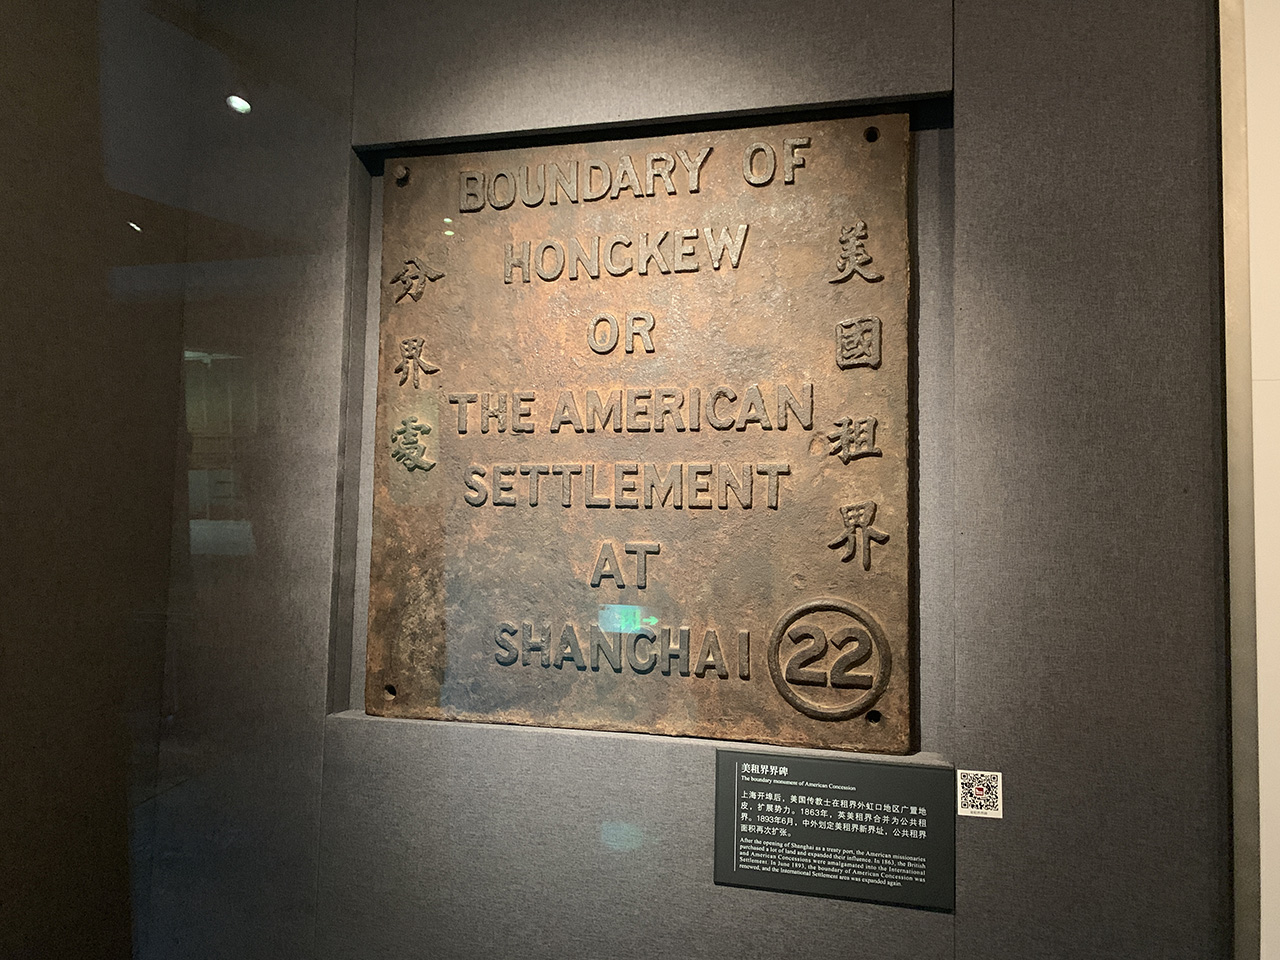 BOUNDARY OF
HONGKEW
OR
THE AMERICAN
SETTLEMENT
AT
SHANGHAI
22
美國租界
分界處
美租界界碑
The boundary monument of American Concession
上海开埠后，美国传教士在租界外虹口地区广置地
皮，扩展势力。1863年，英美租界合并为公共租
界。1893年6月，中外划定美租界新界址，公共租界
面积再次扩张。
After the opening of Shanghai as a treaty port, the American missionaries
purchased a lot of land and expanded their influence. In 1863, the British
and American Concessions were amalgamated into the International
Settlement. In June 1893, the boundary of American Concession was
renewed, and the International Settlement area was expanded again.